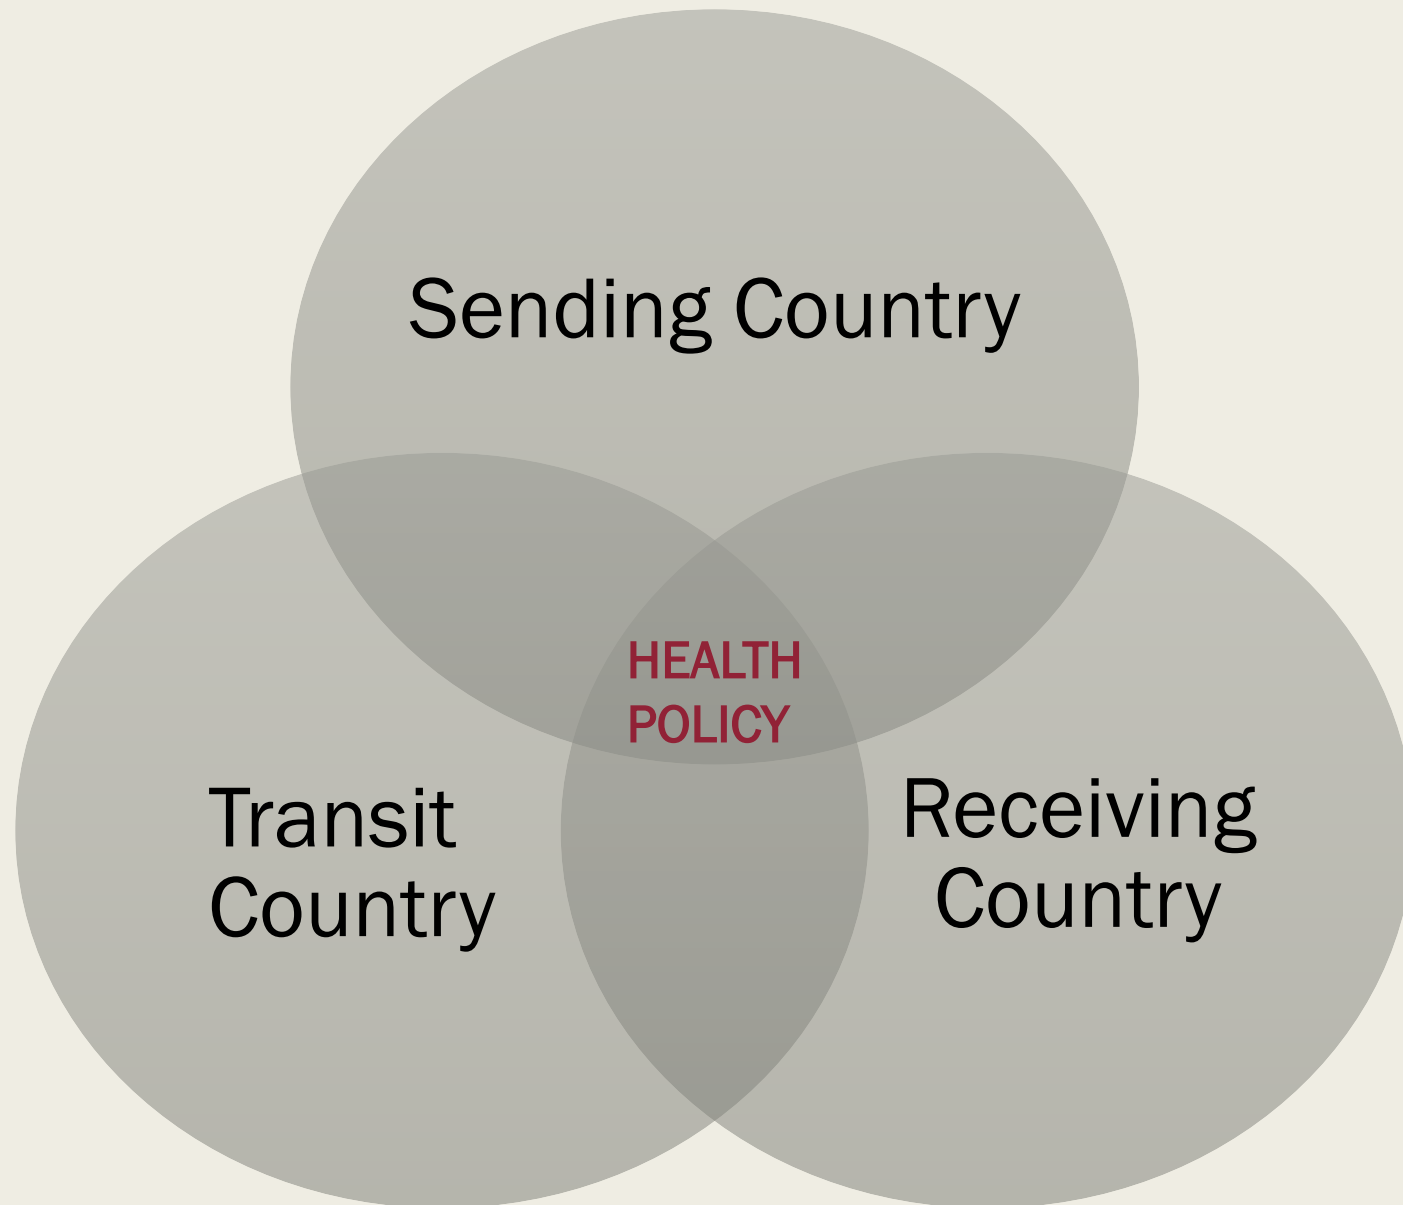 Sending Country
HEALTH
POLICY
Transit
Country
Receiving
Country